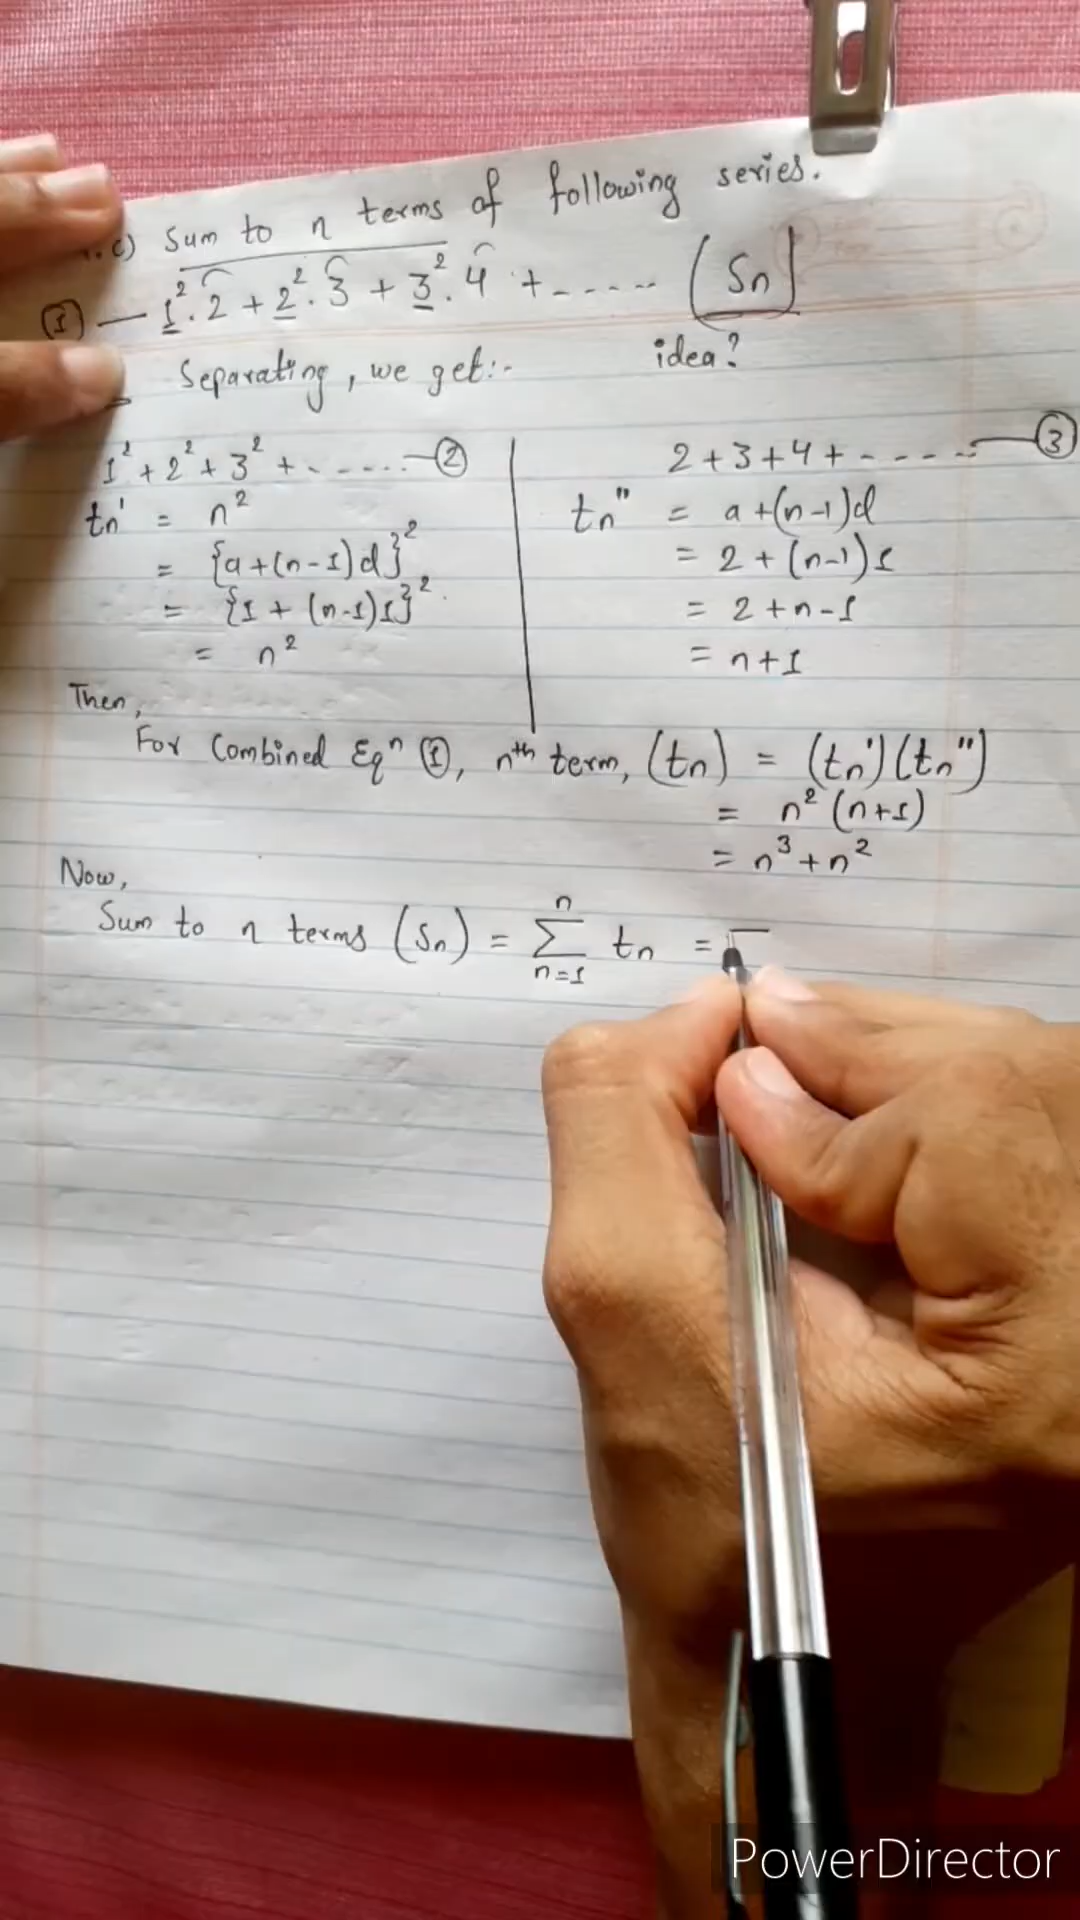 c) Sum to n terms of following series.
① — 1².2 + 2².3 + 3².4 + ..... (Sn)
Separating, we get:- idea?
1² + 2² + 3² + ...... — ②
tn' = n²
= {a+(n-1)d}²
= {1 + (n-1)1}²
= n²
2+3+4+ ..... — ③
tn" = a+(n-1)d
= 2 + (n-1)1
= 2 + n - 1
= n+1
Then,
For Combined Eqⁿ ①, nth term, (tn) = (tn')(tn")
= n² (n+1)
= n³ + n²
Now,
Sum to n terms (Sn) = n∑n=1 tn =
PowerDirector